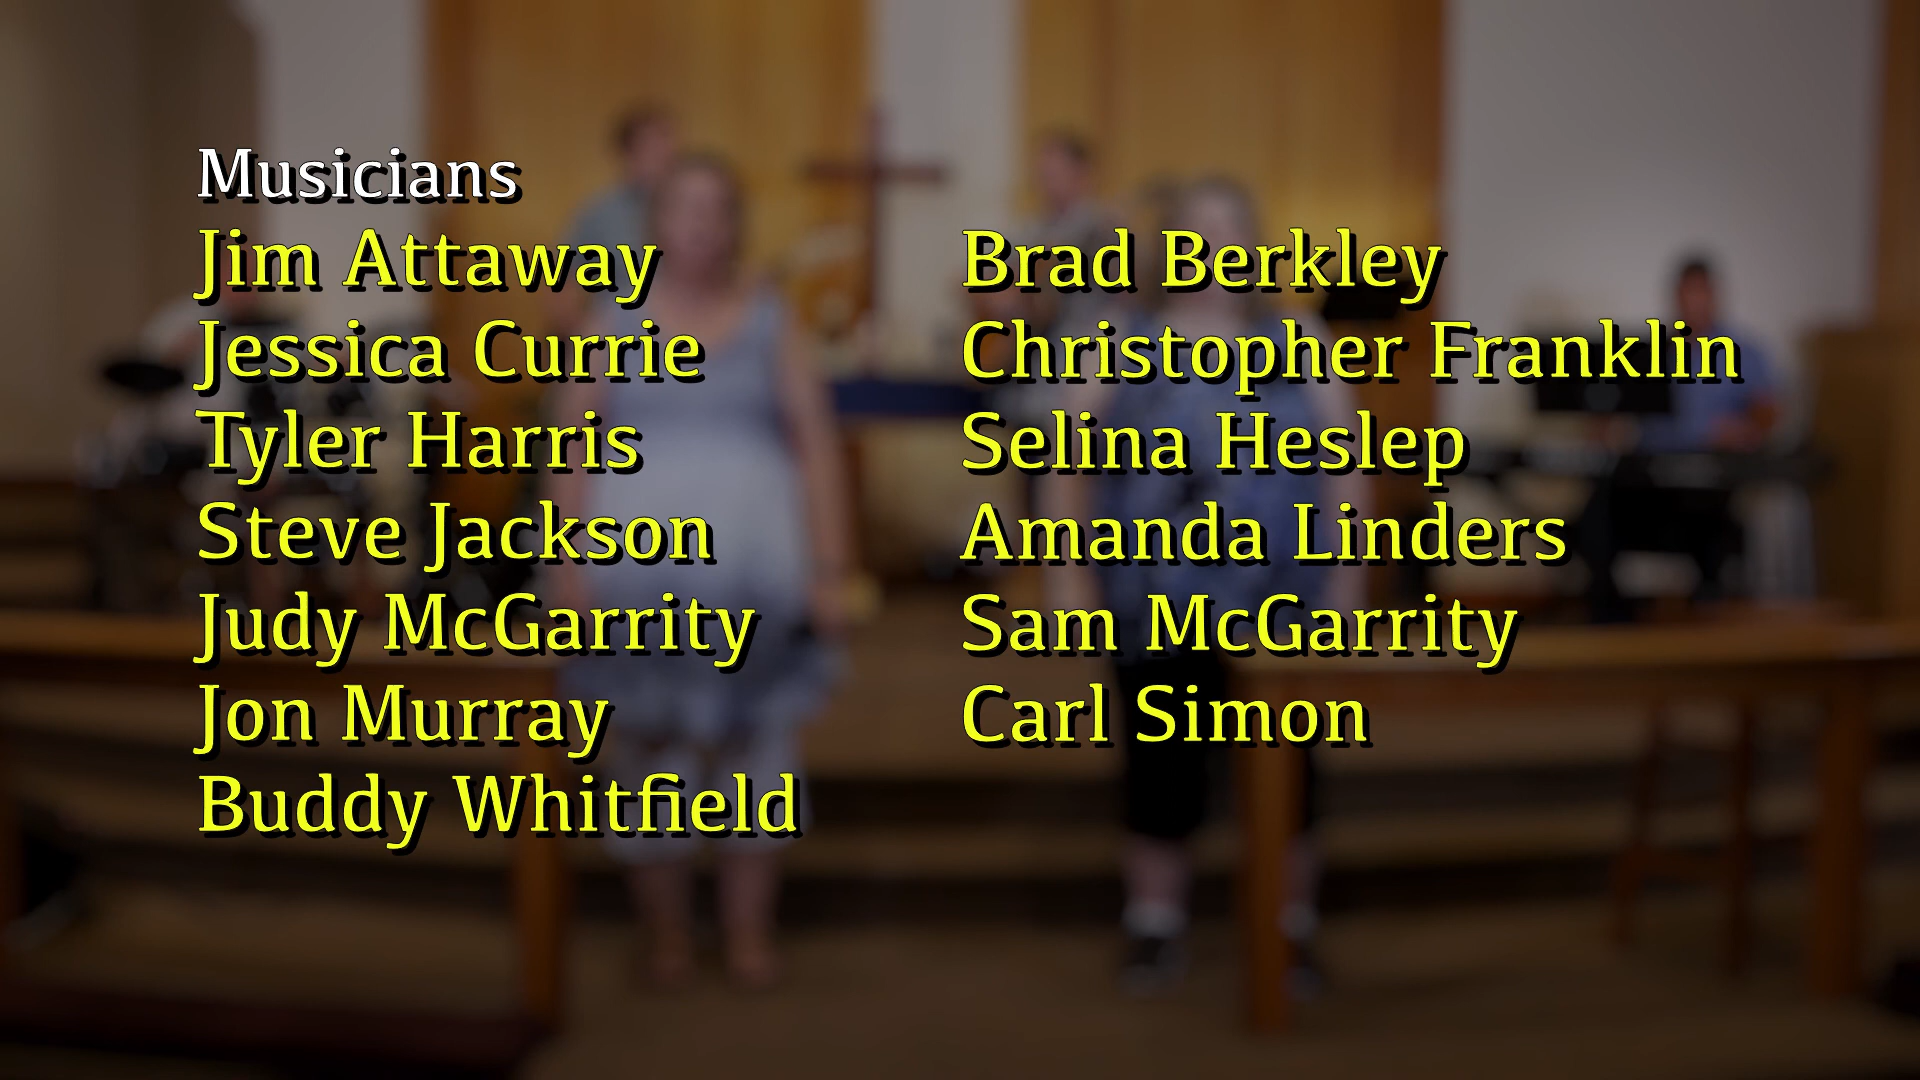 Musicians
Jim Attaway
Brad Berkley
Jessica Currie
Christopher Franklin
Tyler Harris
Selina Heslep
Steve Jackson
Amanda Linders
Judy McGarrity
Sam McGarrity
Jon Murray
Carl Simon
Buddy Whitfield